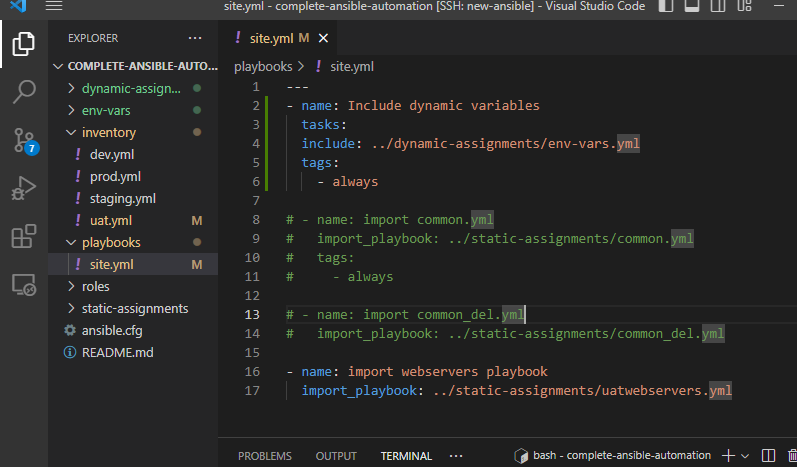 site.yml - complete-ansible-automation [SSH: new-ansible] - Visual Studio Code
EXPLORER
site.yml M
COMPLETE-ANSIBLE-AUTO...
playbooks > site.yml
dynamic-assign...
env-vars
inventory
dev.yml
prod.yml
staging.yml
uat.yml M
playbooks
site.yml M
roles
static-assignments
ansible.cfg
README.md
7
1 ---
2 - name: Include dynamic variables
3   tasks:
4   include: ../dynamic-assignments/env-vars.yml
5   tags:
6     - always
7
8 # - name: import common.yml
9 #   import_playbook: ../static-assignments/common.yml
10 #   tags:
11 #     - always
12
13 # - name: import common_del.yml
14 #   import_playbook: ../static-assignments/common_del.yml
15
16 - name: import webservers playbook
17   import_playbook: ../static-assignments/uatwebservers.yml
PROBLEMS OUTPUT TERMINAL ... bash - complete-ansible-automation